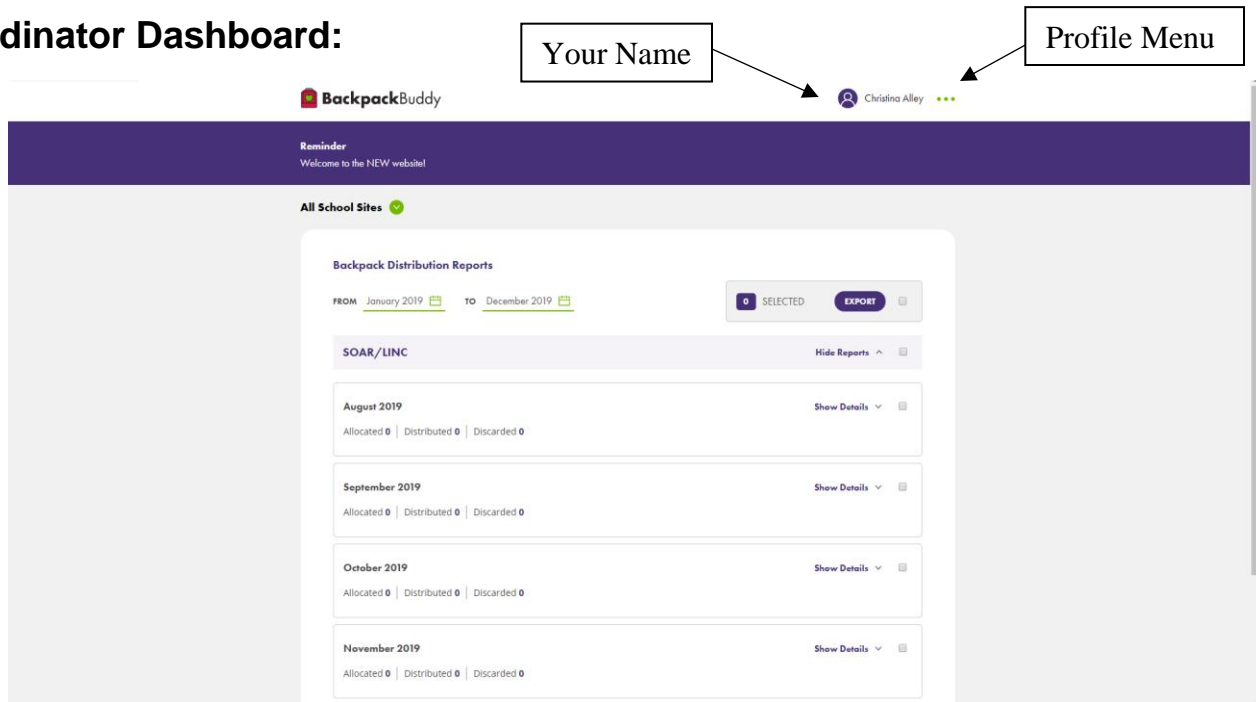 dinator Dashboard:
Your Name
Profile Menu
BackpackBuddy
Christina Alley
Reminder
Welcome to the NEW website!
All School Sites
Backpack Distribution Reports
FROM January 2019 TO December 2019
0 SELECTED EXPORT
SOAR/LINC Hide Reports
August 2019 Show Details
Allocated 0 | Distributed 0 | Discarded 0
September 2019 Show Details
Allocated 0 | Distributed 0 | Discarded 0
October 2019 Show Details
Allocated 0 | Distributed 0 | Discarded 0
November 2019 Show Details
Allocated 0 | Distributed 0 | Discarded 0